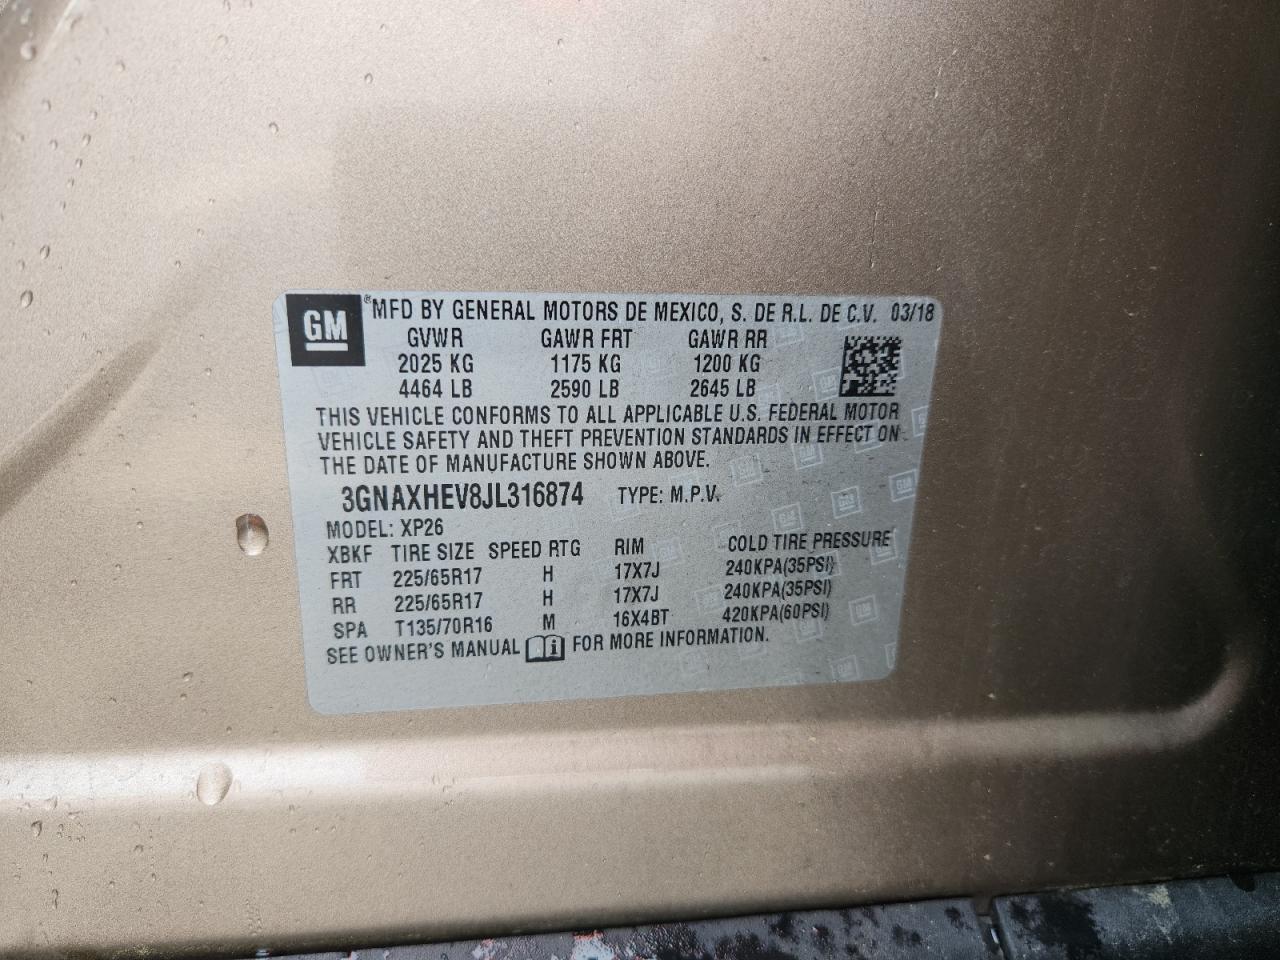 GM ® MFD BY GENERAL MOTORS DE MEXICO, S. DE R.L. DE C.V. 03/18
GVWR GAWR FRT GAWR RR
2025 KG 1175 KG 1200 KG
4464 LB 2590 LB 2645 LB
THIS VEHICLE CONFORMS TO ALL APPLICABLE U.S. FEDERAL MOTOR
VEHICLE SAFETY AND THEFT PREVENTION STANDARDS IN EFFECT ON
THE DATE OF MANUFACTURE SHOWN ABOVE.
3GNAXHEV8JL316874 TYPE: M.P.V.
MODEL: XP26
XBKF TIRE SIZE SPEED RTG RIM COLD TIRE PRESSURE
FRT 225/65R17 H 17X7J 240KPA(35PSI)
RR 225/65R17 H 17X7J 240KPA(35PSI)
SPA T135/70R16 M 16X4BT 420KPA(60PSI)
SEE OWNER'S MANUAL i FOR MORE INFORMATION.